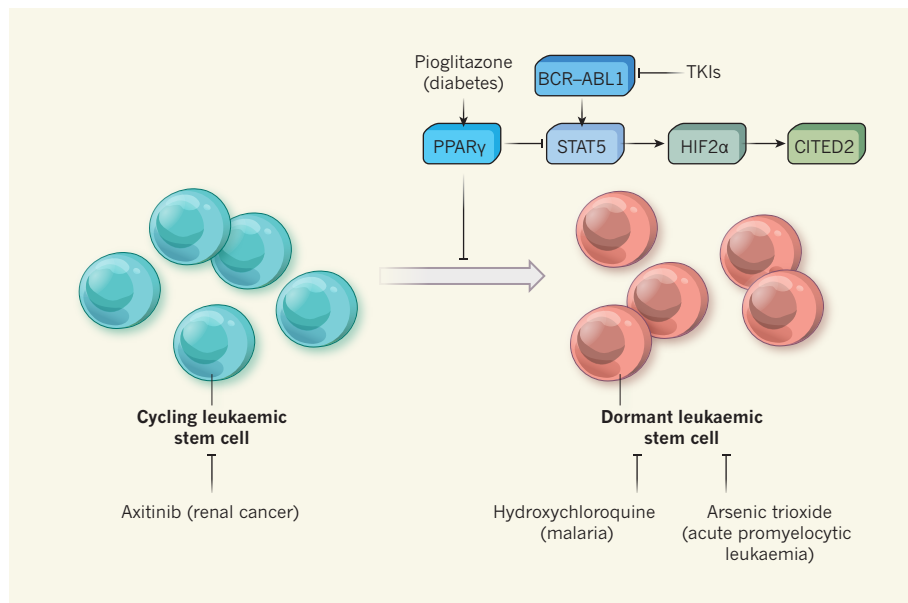 Pioglitazone
(diabetes)
BCR–ABL1
TKIs
PPARγ
STAT5
HIF2α
CITED2
Cycling leukaemic
stem cell
Dormant leukaemic
stem cell
Axitinib (renal cancer)
Hydroxychloroquine
(malaria)
Arsenic trioxide
(acute promyelocytic
leukaemia)